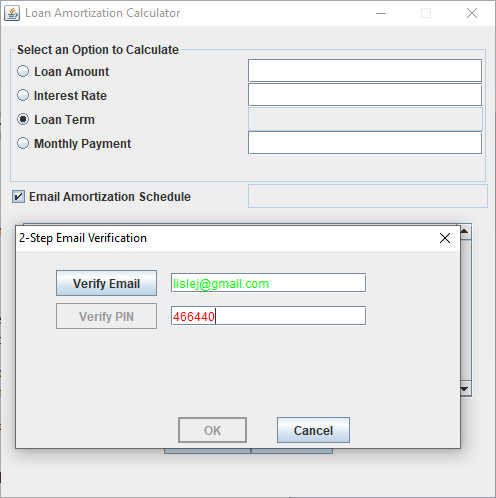 Loan Amortization Calculator
Select an Option to Calculate
Loan Amount
Interest Rate
Loan Term
Monthly Payment
Email Amortization Schedule
2-Step Email Verification
Verify Email lislej@gmail.com
Verify PIN 466440
OK Cancel